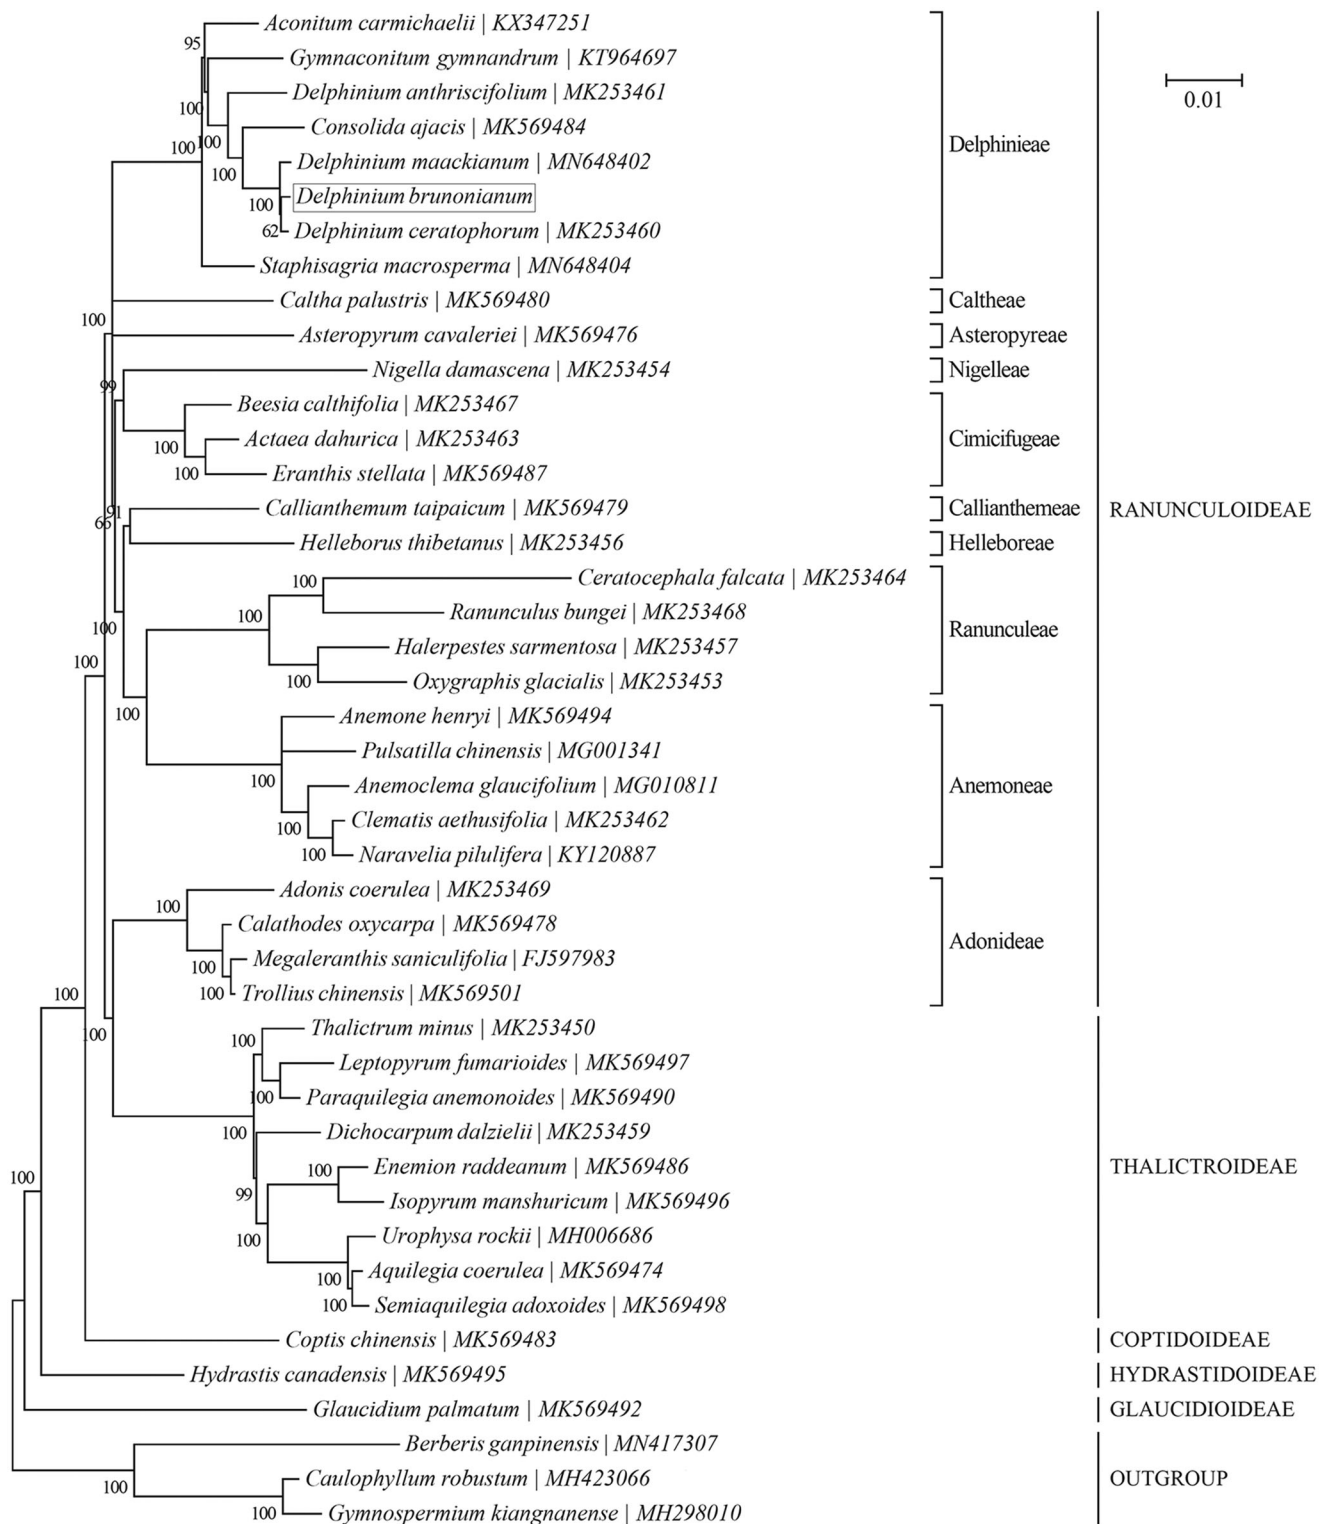 Aconitum carmichaelii | KX347251
95
Gymnaconitum gymnandrum | KT964697
0.01
100
Delphinium anthriscifolium | MK253461
100
100
Consolida ajacis | MK569484
Delphinieae
100
Delphinium maackianum | MN648402
100
Delphinium brunonianum
62
Delphinium ceratophorum | MK253460
Staphisagria macrosperma | MN648404
Caltha palustris | MK569480
Caltheae
100
Asteropyrum cavaleriei | MK569476
Asteropyreae
Nigella damascena | MK253454
Nigelleae
99
Beesia calthifolia | MK253467
100
Actaea dahurica | MK253463
Cimicifugeae
100
Eranthis stellata | MK569487
Callianthemum taipaicum | MK569479
Callianthemeae
RANUNCULOIDEAE
91
66
Helleborus thibetanus | MK253456
Helleboreae
100
Ceratocephala falcata | MK253464
100
Ranunculus bungei | MK253468
100
Ranunculeae
Halerpestes sarmentosa | MK253457
100
100
Oxygraphis glacialis | MK253453
100
Anemone henryi | MK569494
Pulsatilla chinensis | MG001341
100
Anemoclema glaucifolium | MG010811
Anemoneae
100
Clematis aethusifolia | MK253462
100
Naravelia pilulifera | KY120887
Adonis coerulea | MK253469
100
Calathodes oxycarpa | MK569478
Adonideae
100
Megaleranthis saniculifolia | FJ597983
100
100
Trollius chinensis | MK569501
100
Thalictrum minus | MK253450
100
Leptopyrum fumarioides | MK569497
100
Paraquilegia anemonoides | MK569490
100
Dichocarpum dalzielii | MK253459
100
100
Enemion raddeanum | MK569486
THALICTROIDEAE
99
Isopyrum manshuricum | MK569496
100
Urophysa rockii | MH006686
100
Aquilegia coerulea | MK569474
100
Semiaquilegia adoxoides | MK569498
Coptis chinensis | MK569483
COPTIDOIDEAE
Hydrastis canadensis | MK569495
HYDRASTIDOIDEAE
Glaucidium palmatum | MK569492
GLAUCIDIOIDEAE
Berberis ganpinensis | MN417307
100
Caulophyllum robustum | MH423066
OUTGROUP
100
Gymnospermium kiangnanense | MH298010